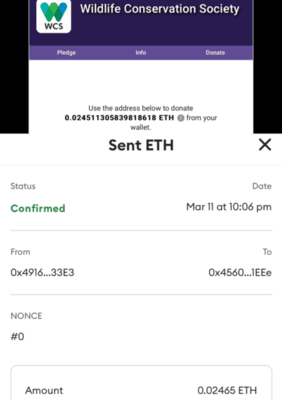 Wildlife Conservation Society
WCS
Pledge Info Donate
Use the address below to donate
0.024511305839818618 ETH from your
wallet.
Sent ETH
Status Date
Confirmed Mar 11 at 10:06 pm
From To
0x4916...33E3 0x4560...1EEe
NONCE
#0
Amount 0.02465 ETH